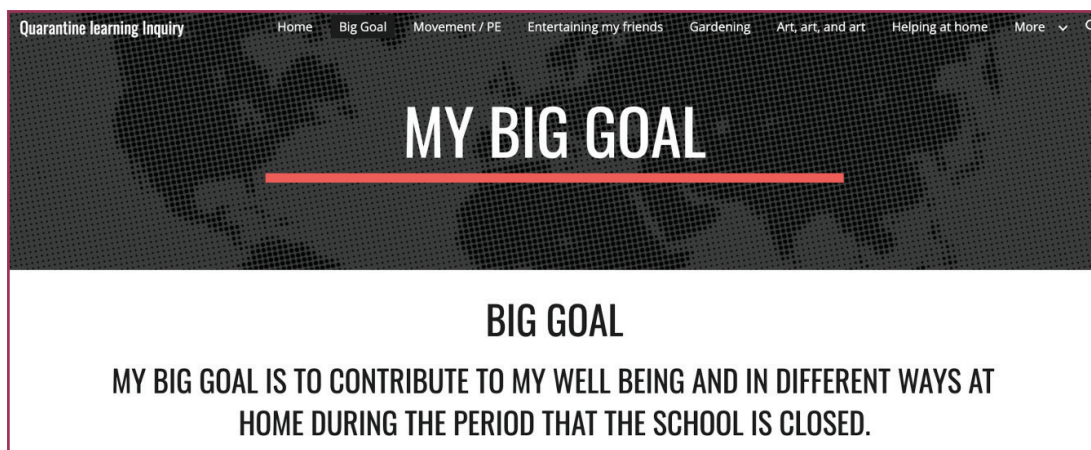 Quarantine learning Inquiry Home Big Goal Movement / PE Entertaining my friends Gardening Art, art, and art Helping at home More
MY BIG GOAL
BIG GOAL
MY BIG GOAL IS TO CONTRIBUTE TO MY WELL BEING AND IN DIFFERENT WAYS AT
HOME DURING THE PERIOD THAT THE SCHOOL IS CLOSED.